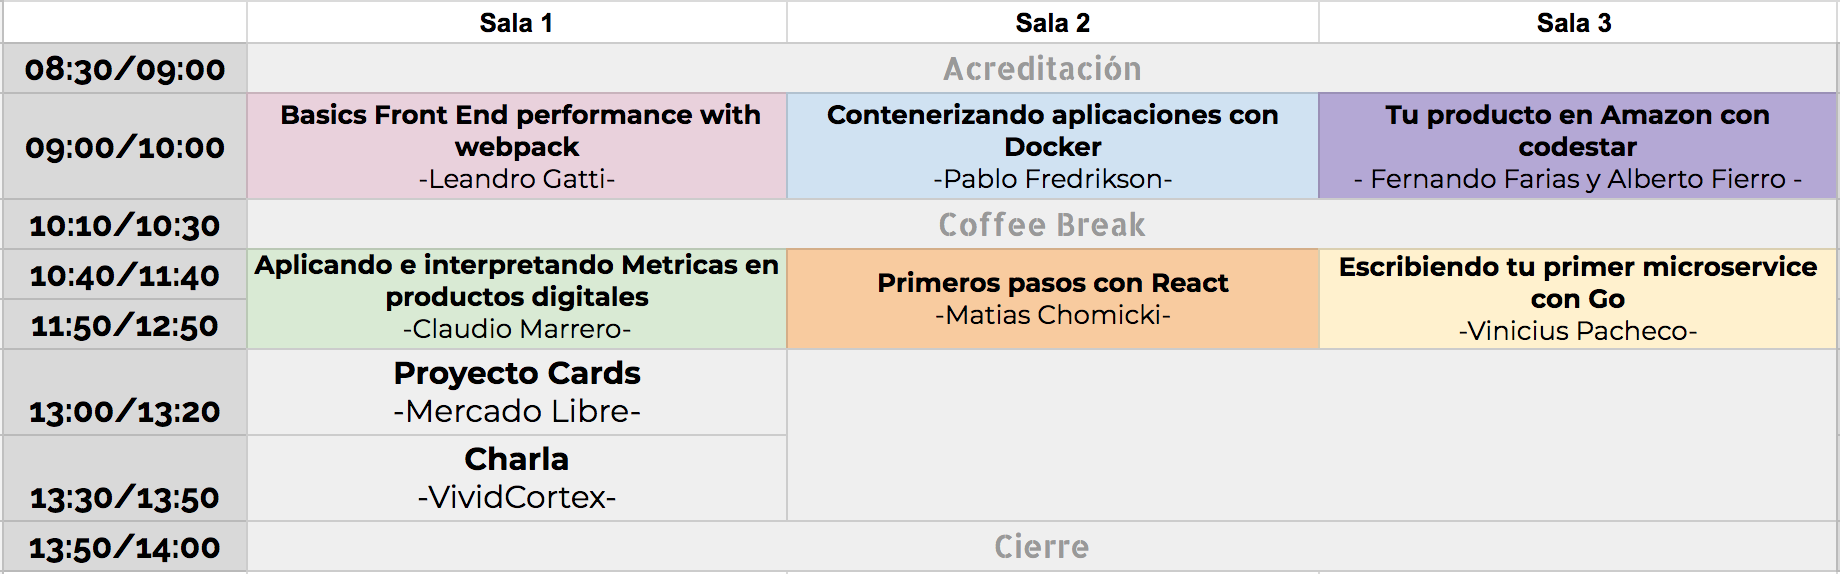 Sala 1
Sala 2
Sala 3
08:30/09:00
Acreditación
09:00/10:00
Basics Front End performance with
webpack
-Leandro Gatti-
Contenerizando aplicaciones con
Docker
-Pablo Fredrikson-
Tu producto en Amazon con
codestar
- Fernando Farias y Alberto Fierro -
10:10/10:30
Coffee Break
10:40/11:40
11:50/12:50
Aplicando e interpretando Metricas en
productos digitales
-Claudio Marrero-
Primeros pasos con React
-Matias Chomicki-
Escribiendo tu primer microservice
con Go
-Vinicius Pacheco-
13:00/13:20
Proyecto Cards
-Mercado Libre-
13:30/13:50
Charla
-VividCortex-
13:50/14:00
Cierre